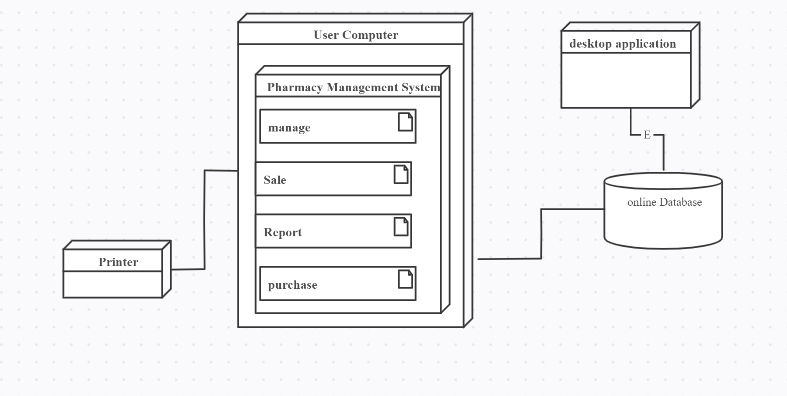 User Computer
desktop application
Pharmacy Management System
manage
E
Sale
online Database
Report
Printer
purchase